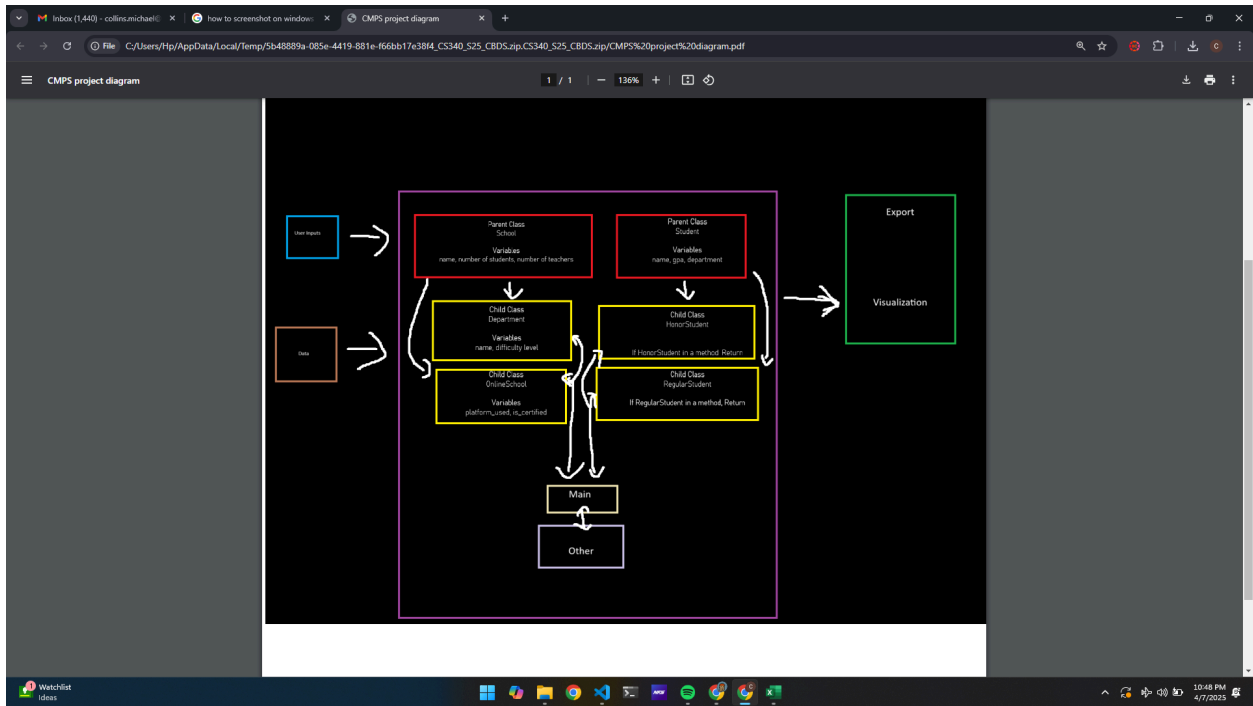 Inbox (1,440) - collins.michael@
how to screenshot on windows
CMPS project diagram
File
C:/Users/Hp/AppData/Local/Temp/5b48889a-085e-4419-881e-f66bb17e38f4_CS340_S25_CBDS.zip.CS340_S25_CBDS.zip/CMPS%20project%20diagram.pdf
C
CMPS project diagram
1 / 1
136%
User Inputs
Data
Parent Class
School
Variables
name, number of students, number of teachers
Parent Class
Student
Variables
name, gpa, department
Child Class
Department
Variables
name, difficulty level
Child Class
HonorStudent
If HonorStudent in a method. Return
Child Class
OnlineSchool
Variables
platform_used, is_certified
Child Class
RegularStudent
If RegularStudent in a method, Return
Main
Other
Export
Visualization
1
Watchlist
Ideas
10:48 PM
4/7/2025